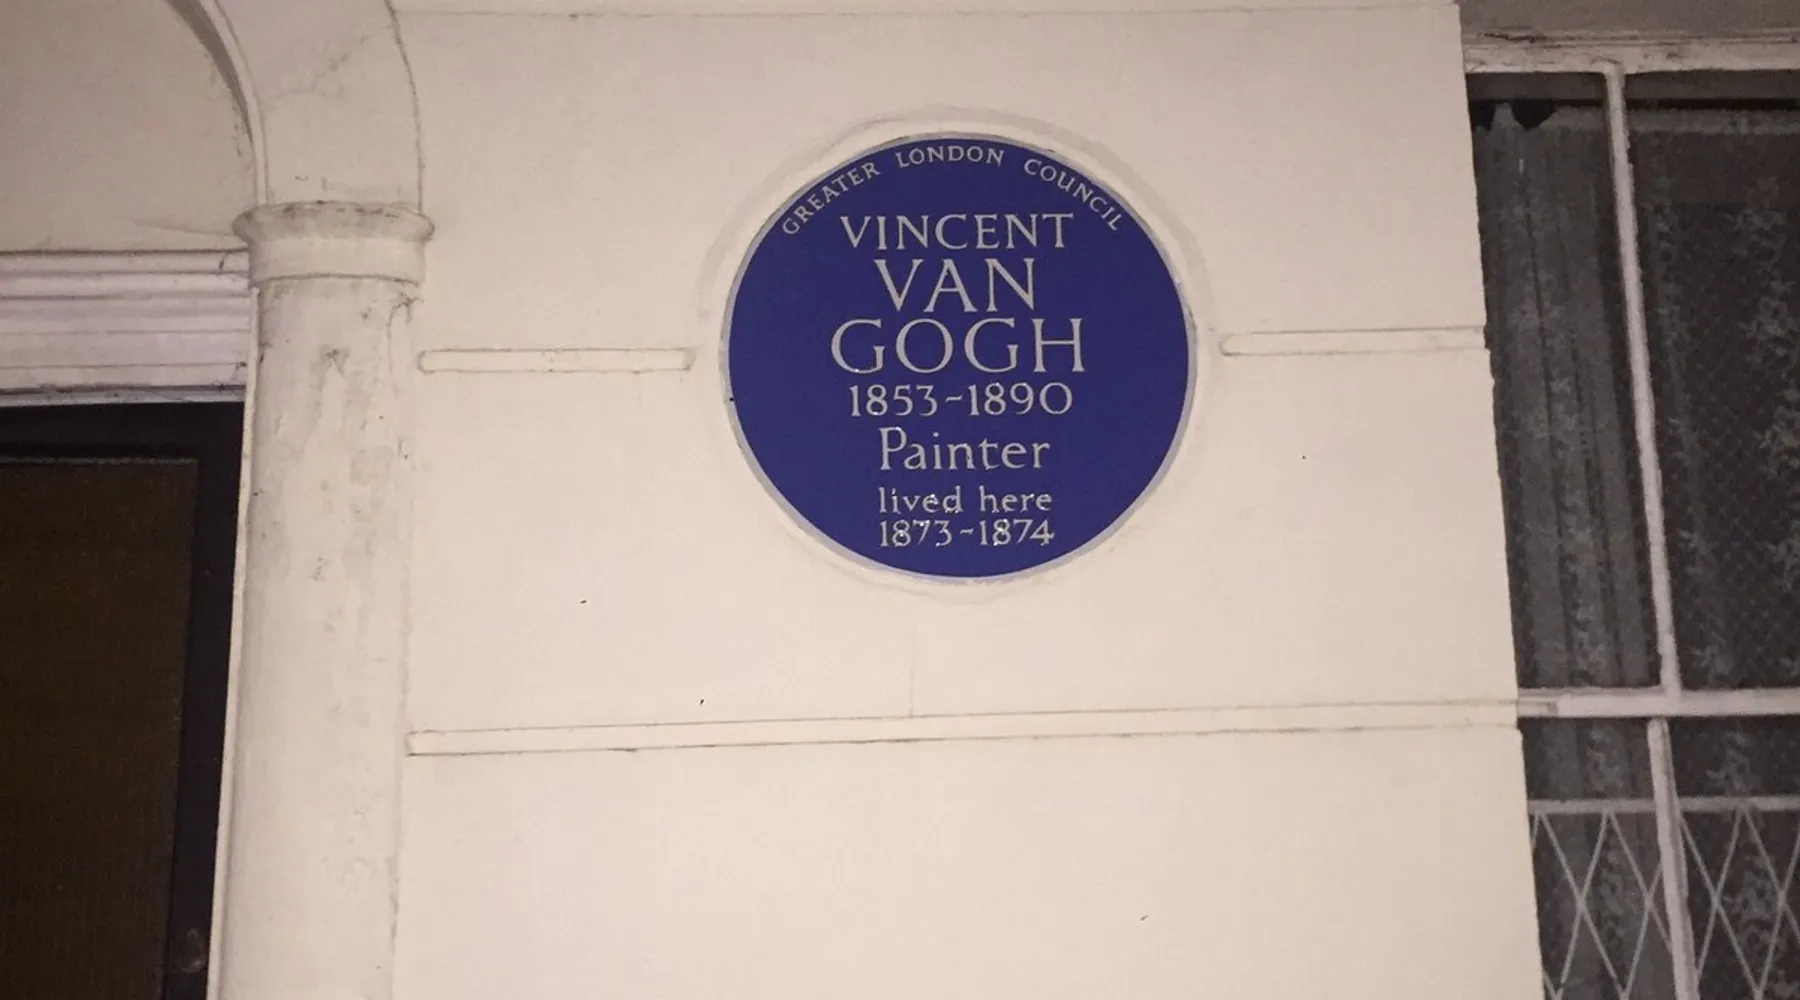 GREATER LONDON COUNCIL
VINCENT
VAN
GOGH
1853-1890
Painter
lived here
1873-1874